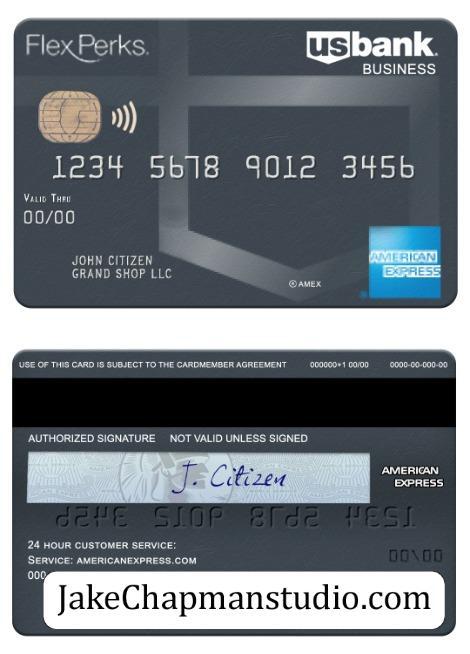 FlexPerks.
usbank.
BUSINESS
1234 5678 9012 3456
VALID THRU
00/00
JOHN CITIZEN
GRAND SHOP LLC
© AMEX
AMERICAN
EXPRESS
USE OF THIS CARD IS SUBJECT TO THE CARDMEMBER AGREEMENT 000000+1 00/00 0000-00-000-00
AUTHORIZED SIGNATURE NOT VALID UNLESS SIGNED
J. Citizen
AMERICAN
EXPRESS
1234 5678 9012 3456
24 HOUR CUSTOMER SERVICE:
00/00
SERVICE: AMERICANEXPRESS.COM
000
JakeChapmanstudio.com